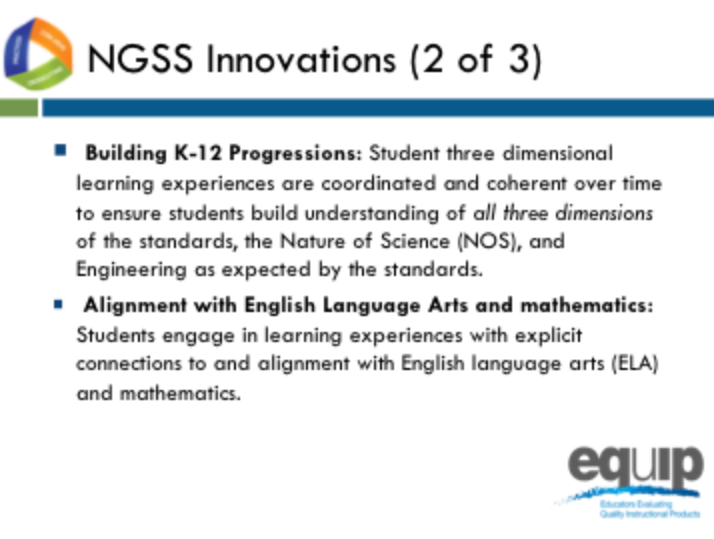 NGSS Innovations (2 of 3)
Building K-12 Progressions: Student three dimensional
learning experiences are coordinated and coherent over time
to ensure students build understanding of all three dimensions
of the standards, the Nature of Science (NOS), and
Engineering as expected by the standards.
Alignment with English Language Arts and mathematics:
Students engage in learning experiences with explicit
connections to and alignment with English language arts (ELA)
and mathematics.
equip
Educators Evaluating
Quality Instructional Products